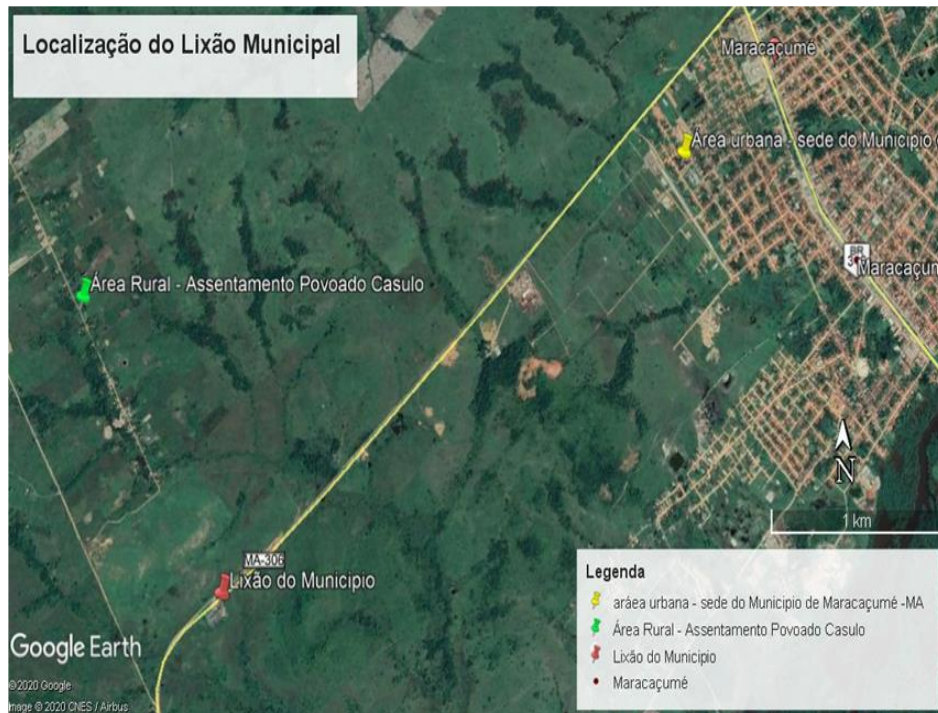 Localização do Lixão Municipal
Maracaçumé
Área urbana - sede do Municipio
BR
Maracaçum
Área Rural - Assentamento Povoado Casulo
N
1 km
MA-306
Lixão do Municipio
Legenda
aráea urbana - sede do Municipio de Maracaçumé -MA
Área Rural - Assentamento Povoado Casulo
Lixão do Municipio
Maracaçumé
Google Earth
©2020 Google
mage © 2020 CNES / Airbus